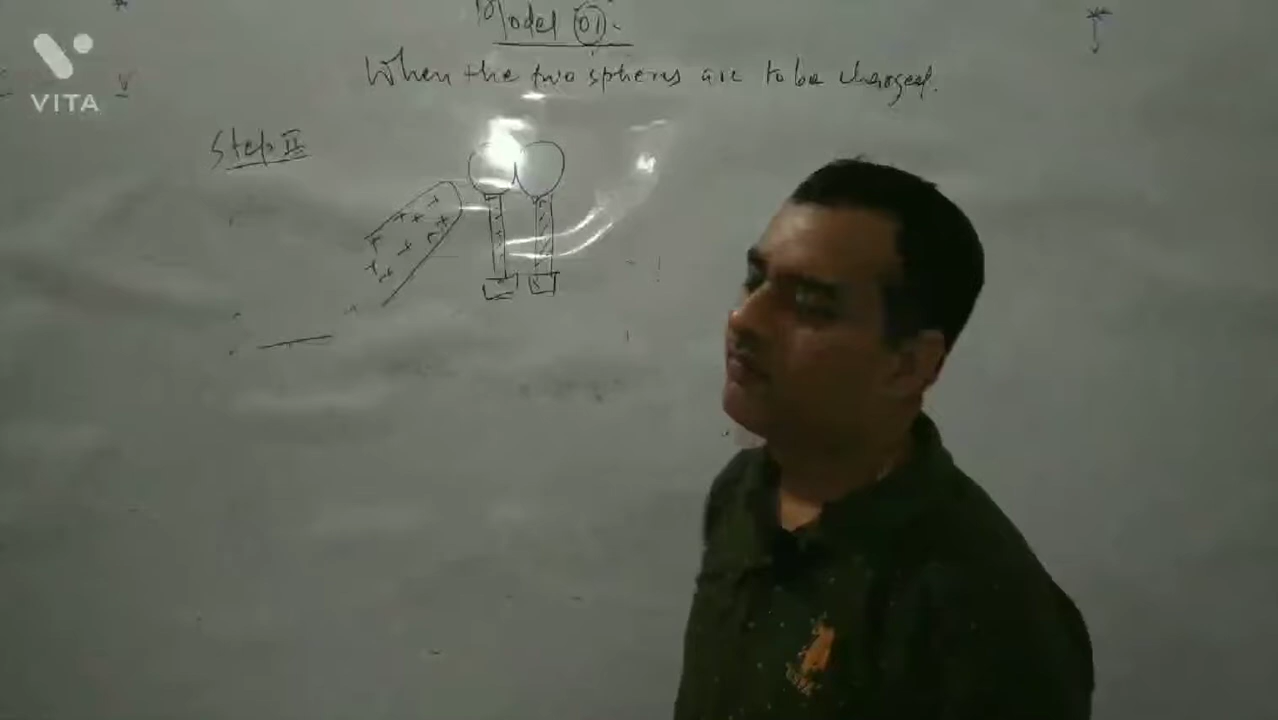 Model 01:
When the two spheres are to be charged.
VITA
Step II